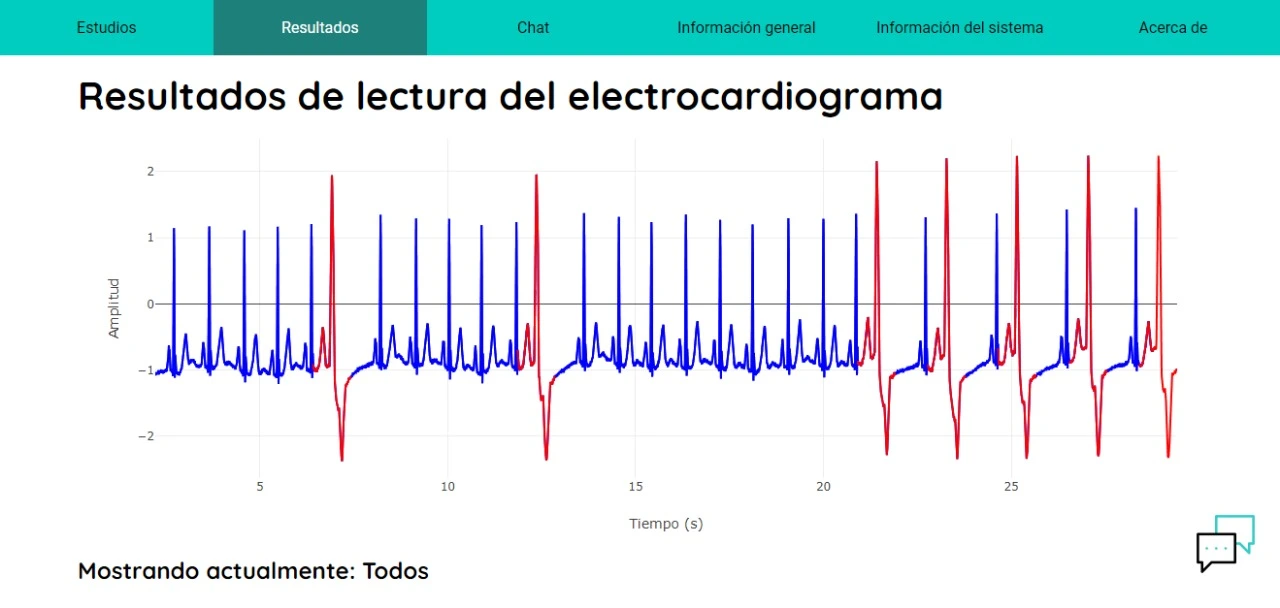 Estudios
Resultados
Chat
Información general
Información del sistema
Acerca de
Resultados de lectura del electrocardiograma
2
1
0
−1
−2
Amplitud
5
10
15
20
25
Tiempo (s)
Mostrando actualmente: Todos